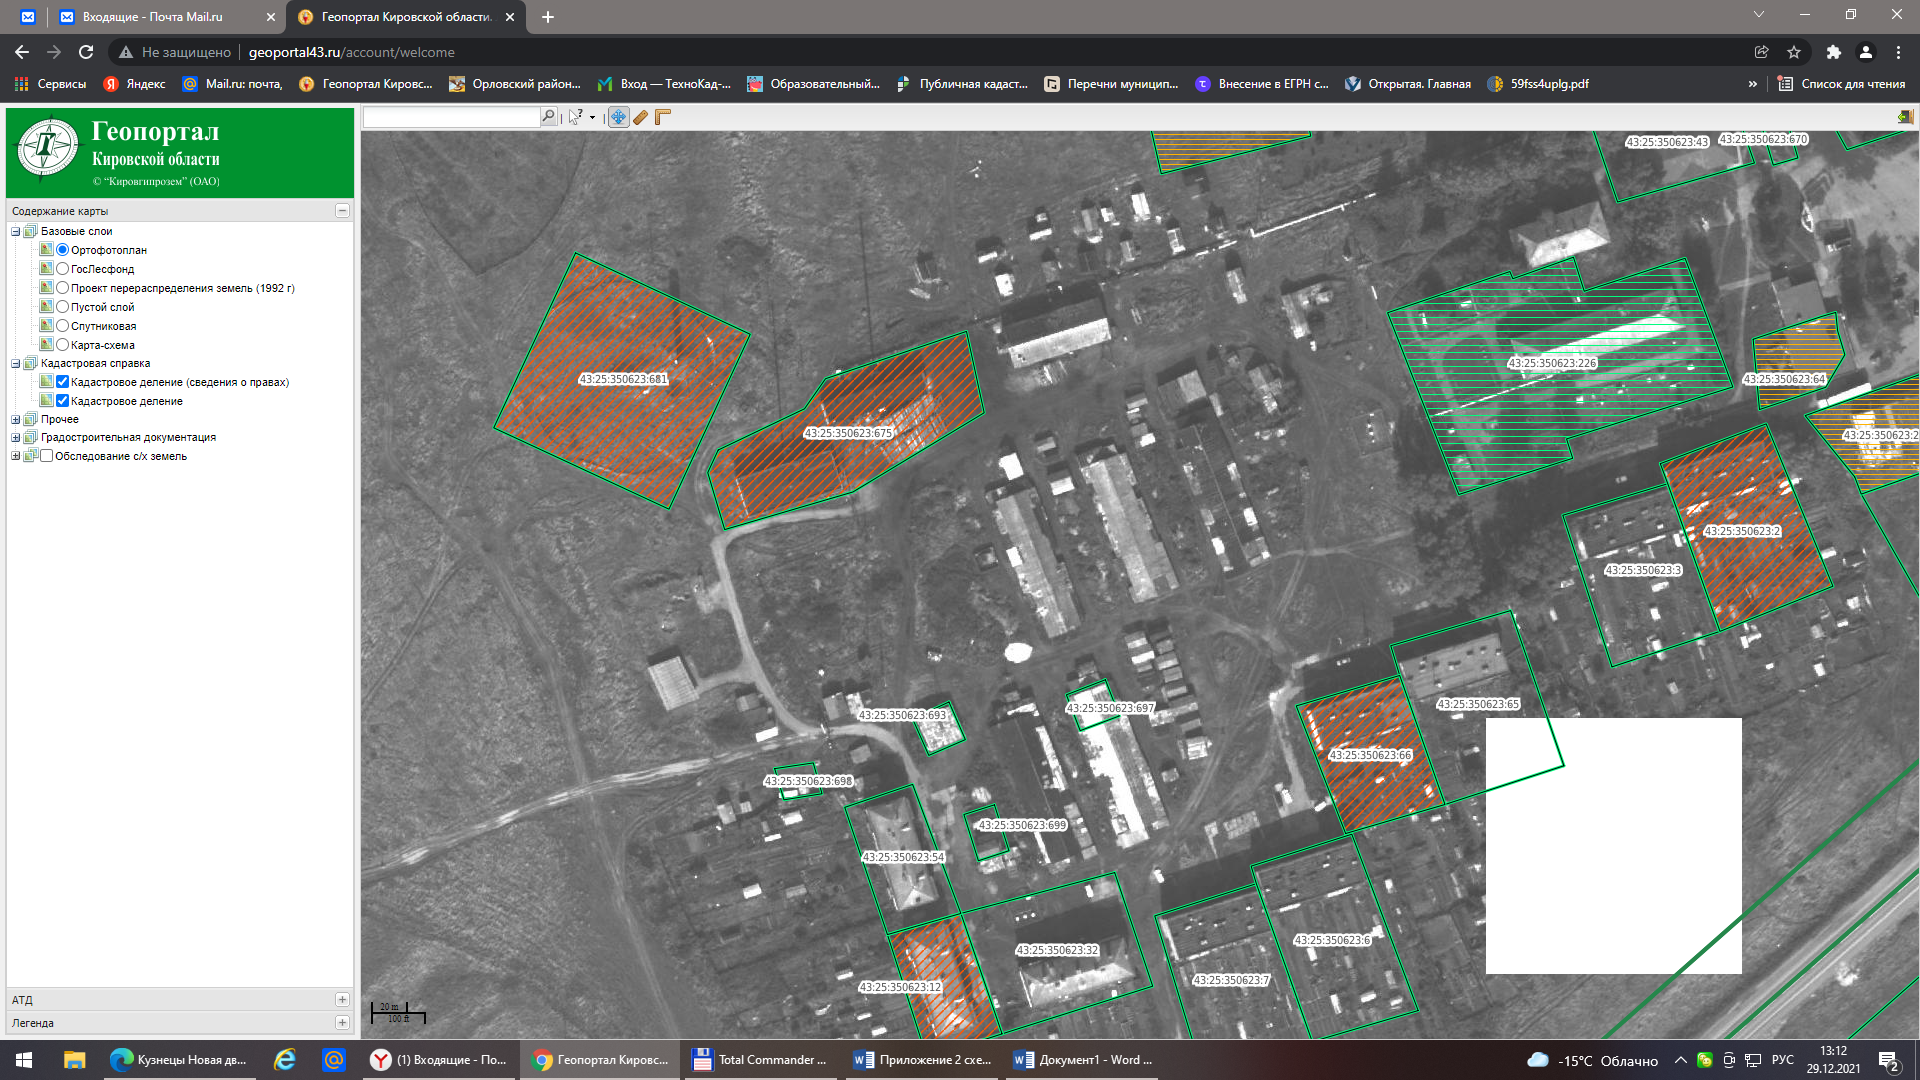 Входящие - Почта Mail.ru
Геопортал Кировской области.
Не защищено
geoportal43.ru/account/welcome
Сервисы
Яндекс
Mail.ru: почта,
Геопортал Кировс...
Орловский район...
Вход — ТехноКад-...
Образовательный...
Публичная кадаст...
Перечни муницип...
Внесение в ЕГРН с...
Открытая. Главная
59fss4uplg.pdf
»
Список для чтения
Геопортал
Кировской области
© "Кировгипрозем" (ОАО)
Содержание карты
Базовые слои
Ортофотоплан
ГосЛесфонд
Проект перераспределения земель (1992 г)
Пустой слой
Спутниковая
Карта-схема
Кадастровая справка
Кадастровое деление (сведения о правах)
Кадастровое деление
Прочее
Градостроительная документация
Обследование с/х земель
АТД
Легенда
43:25:350623:43
43:25:350623:670
43:25:350623:226
43:25:350623:681
43:25:350623:64
43:25:350623:675
43:25:350623:2
43:25:350623:2
43:25:350623:3
43:25:350623:65
43:25:350623:697
43:25:350623:693
43:25:350623:66
43:25:350623:698
43:25:350623:699
43:25:350623:54
43:25:350623:6
43:25:350623:32
43:25:350623:7
43:25:350623:12
20 m
100 ft
Кузнецы Новая дв...
(1) Входящие - По...
Геопортал Кировс...
Total Commander ...
Приложение 2 схе...
Документ1 - Word ...
-15°C Облачно
РУС
13:12
29.12.2021
2